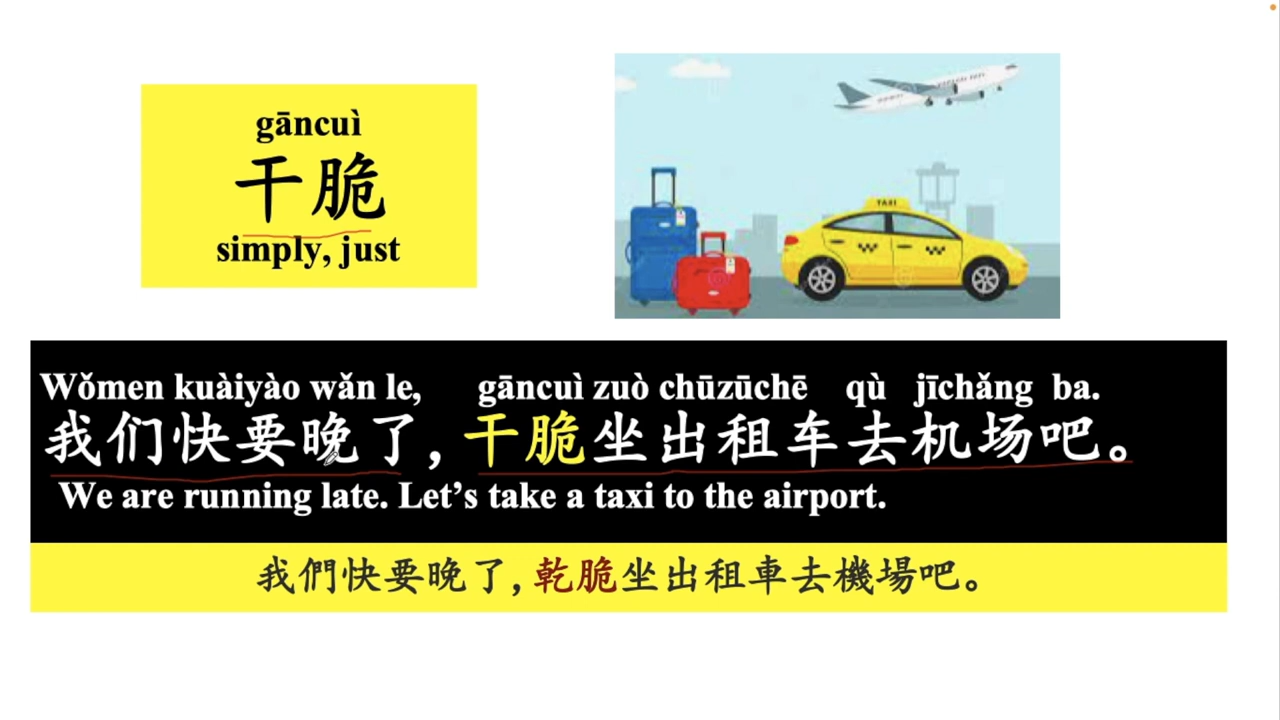 gāncuì
干脆
simply, just
TAXI
Wǒmen kuàiyào wǎn le, gāncuì zuò chūzūchē qù jīchǎng ba.
我们快要晚了,干脆坐出租车去机场吧。
We are running late. Let’s take a taxi to the airport.
我們快要晚了,乾脆坐出租車去機場吧。